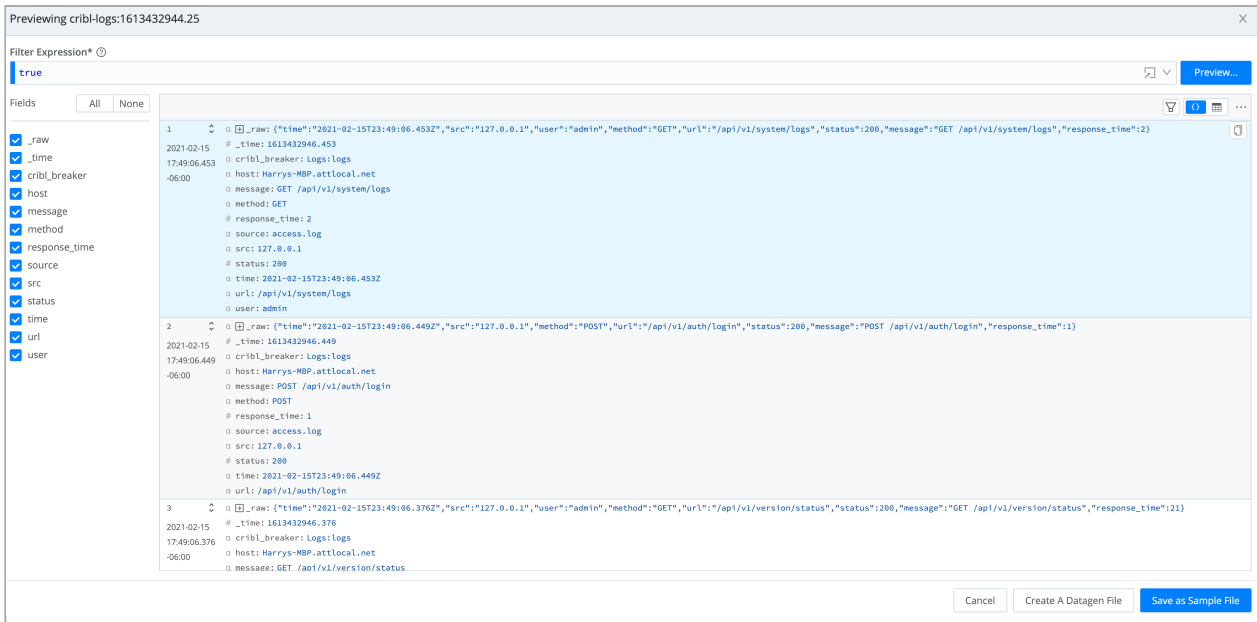 Previewing cribl-logs:1613432944.25
Filter Expression*
true
Preview...
Fields
All
None
_raw
_time
cribl_breaker
host
message
method
response_time
source
src
status
time
url
user
1
2021-02-15
17:49:06.453
-06:00
α _raw: {"time":"2021-02-15T23:49:06.453Z","src":"127.0.0.1","user":"admin","method":"GET","url":"/api/v1/system/logs","status":200,"message":"GET /api/v1/system/logs","response_time":2}
# _time: 1613432946.453
α cribl_breaker: Logs:logs
α host: Harrys-MBP.attlocal.net
α message: GET /api/v1/system/logs
α method: GET
# response_time: 2
α source: access.log
α src: 127.0.0.1
# status: 200
α time: 2021-02-15T23:49:06.453Z
α url: /api/v1/system/logs
α user: admin
2
2021-02-15
17:49:06.449
-06:00
α _raw: {"time":"2021-02-15T23:49:06.449Z","src":"127.0.0.1","method":"POST","url":"/api/v1/auth/login","status":200,"message":"POST /api/v1/auth/login","response_time":1}
# _time: 1613432946.449
α cribl_breaker: Logs:logs
α host: Harrys-MBP.attlocal.net
α message: POST /api/v1/auth/login
α method: POST
# response_time: 1
α source: access.log
α src: 127.0.0.1
# status: 200
α time: 2021-02-15T23:49:06.449Z
α url: /api/v1/auth/login
3
2021-02-15
17:49:06.376
-06:00
α _raw: {"time":"2021-02-15T23:49:06.376Z","src":"127.0.0.1","user":"admin","method":"GET","url":"/api/v1/version/status","status":200,"message":"GET /api/v1/version/status","response_time":21}
# _time: 1613432946.376
α cribl_breaker: Logs:logs
α host: Harrys-MBP.attlocal.net
α message: GET /api/v1/version/status
Cancel
Create A Datagen File
Save as Sample File